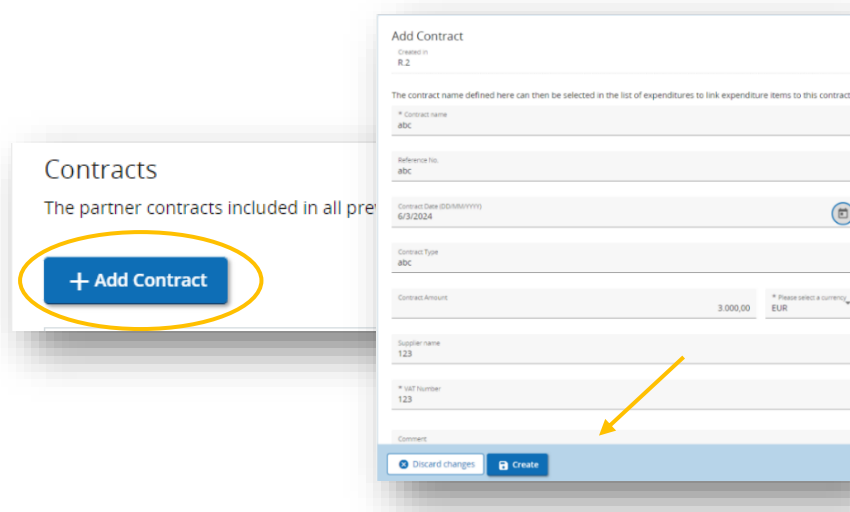 Contracts
The partner contracts included in all pre
+ Add Contract
Add Contract
Created in
R.2
The contract name defined here can then be selected in the list of expenditures to link expenditure items to this contract
* Contract name
abc
Reference No.
abc
Contract Date (DD/MM/YYYY)
6/3/2024
Contract Type
abc
Contract Amount
3.000,00
* Please select a currency
EUR
Supplier name
123
* VAT Number
123
Comment
Discard changes
Create